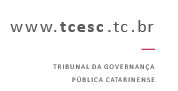 www.tcesc.tc.br
TRIBUNAL DA GOVERNANÇA
PÚBLICA CATARINENSE